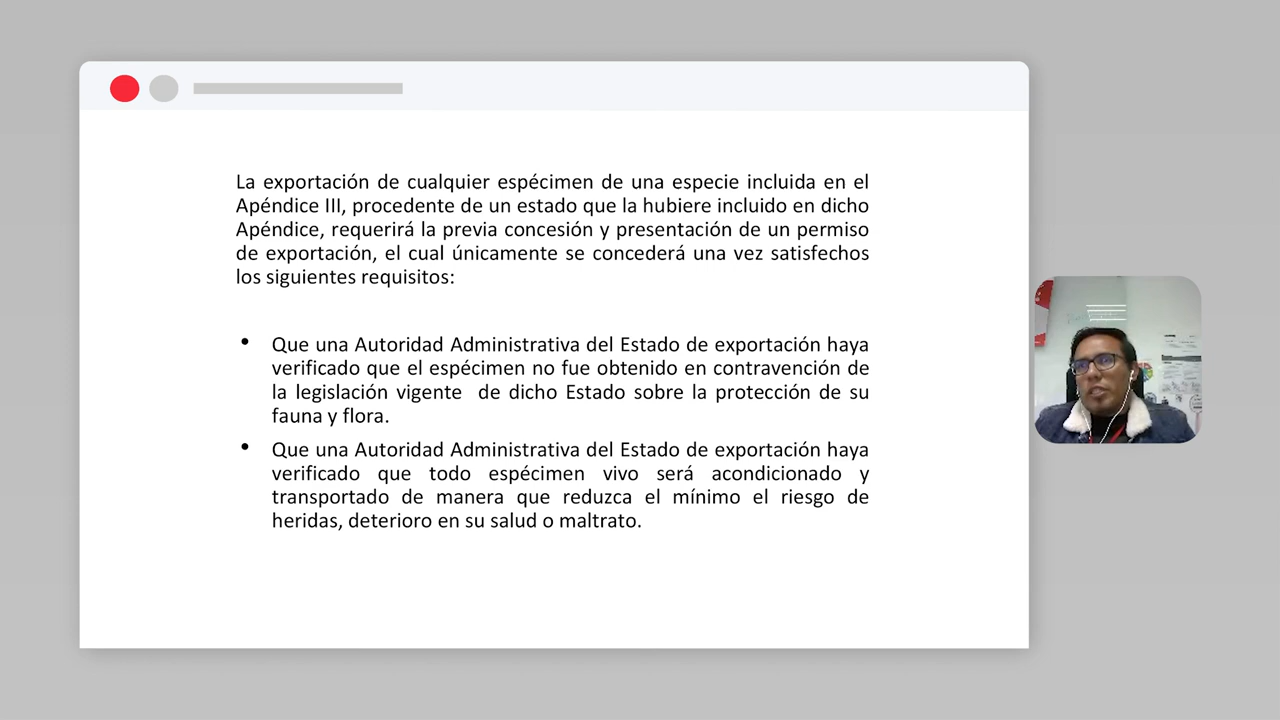 La exportación de cualquier espécimen de una especie incluida en el
Apéndice III, procedente de un estado que la hubiere incluido en dicho
Apéndice, requerirá la previa concesión y presentación de un permiso
de exportación, el cual únicamente se concederá una vez satisfechos
los siguientes requisitos:
• Que una Autoridad Administrativa del Estado de exportación haya
verificado que el espécimen no fue obtenido en contravención de
la legislación vigente de dicho Estado sobre la protección de su
fauna y flora.
• Que una Autoridad Administrativa del Estado de exportación haya
verificado que todo espécimen vivo será acondicionado y
transportado de manera que reduzca el mínimo el riesgo de
heridas, deterioro en su salud o maltrato.